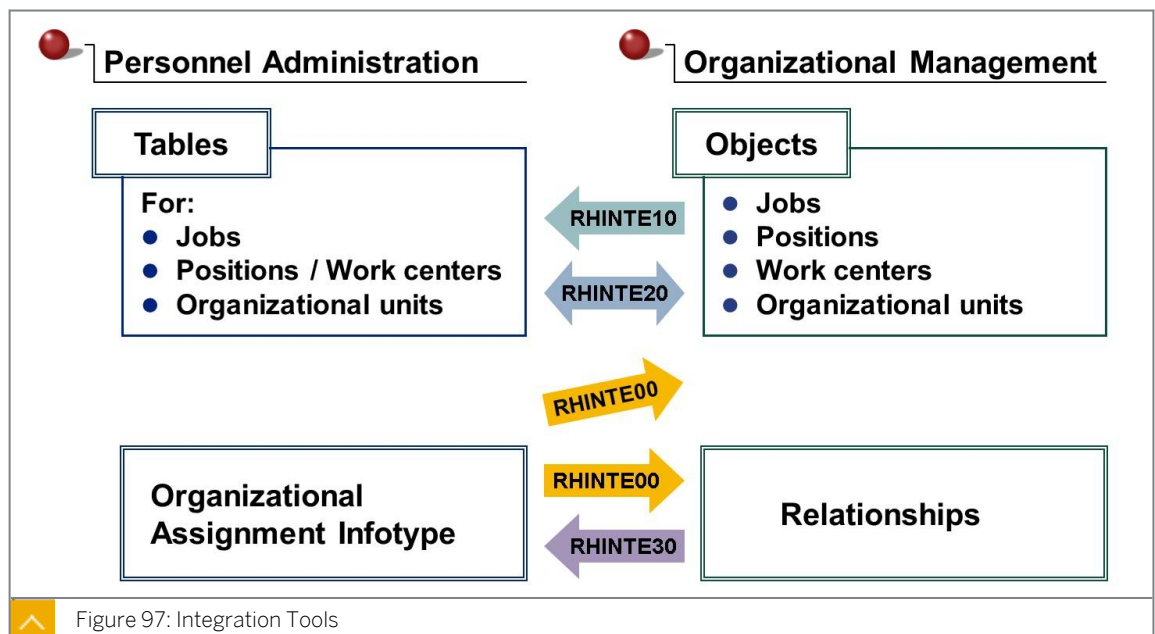 Personnel Administration
Organizational Management
Tables
For:
Jobs
Positions / Work centers
Organizational units
Objects
Jobs
Positions
Work centers
Organizational units
RHINTE10
RHINTE20
RHINTE00
Organizational
Assignment Infotype
RHINTE00
RHINTE30
Relationships
Figure 97: Integration Tools